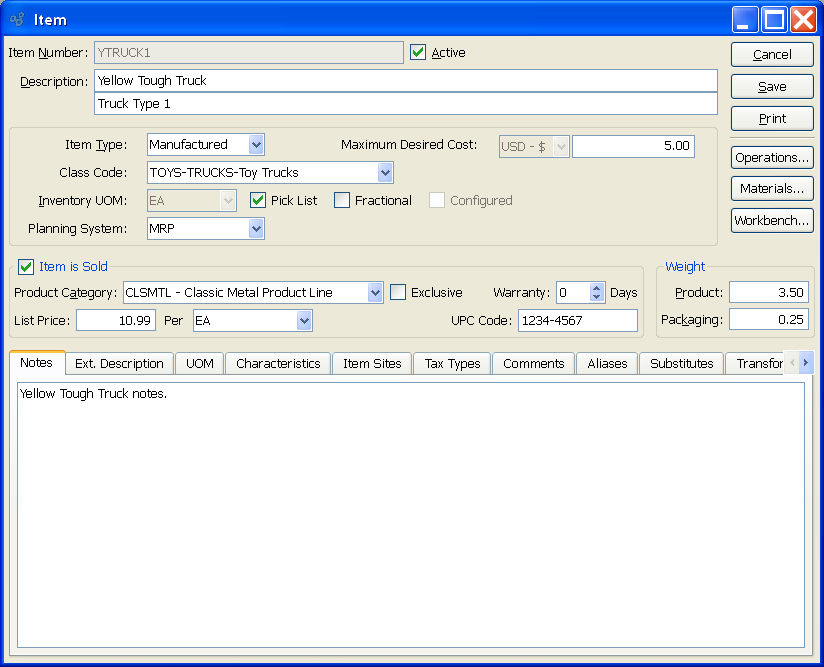 Item
Item Number: YTRUCK1 Active Cancel
Description: Yellow Tough Truck Save
Truck Type 1 Print
Item Type: Manufactured Maximum Desired Cost: USD - $ 5.00 Operations...
Class Code: TOYS-TRUCKS-Toy Trucks Materials...
Inventory UOM: EA Pick List Fractional Configured Workbench...
Planning System: MRP
Item is Sold Weight
Product Category: CLSMTL - Classic Metal Product Line Exclusive Warranty: 0 Days Product: 3.50
List Price: 10.99 Per EA UPC Code: 1234-4567 Packaging: 0.25
Notes Ext. Description UOM Characteristics Item Sites Tax Types Comments Aliases Substitutes Transfor
Yellow Tough Truck notes.